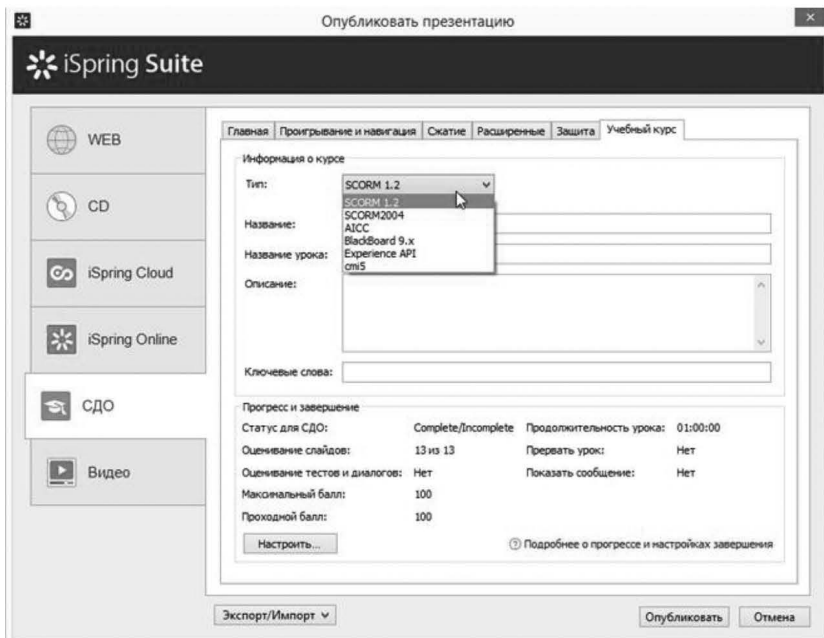 Опубликовать презентацию
iSpring Suite
WEB
CD
iSpring Cloud
iSpring Online
СДО
Видео
Главная Проигрывание и навигация Сжатие Расширенные Защита Учебный курс
Информация о курсе
Тип: SCORM 1.2
SCORM 1.2
SCORM2004
AICC
BlackBoard 9.x
Experience API
cmi5
Название:
Название урока:
Описание:
Ключевые слова:
Прогресс и завершение
Статус для СДО: Complete/Incomplete Продолжительность урока: 01:00:00
Оценивание слайдов: 13 из 13 Прервать урок: Нет
Оценивание тестов и диалогов: Нет Показать сообщение: Нет
Максимальный балл: 100
Проходной балл: 100
Настроить... ? Подробнее о прогрессе и настройках завершения
Экспорт/Импорт Опубликовать Отмена